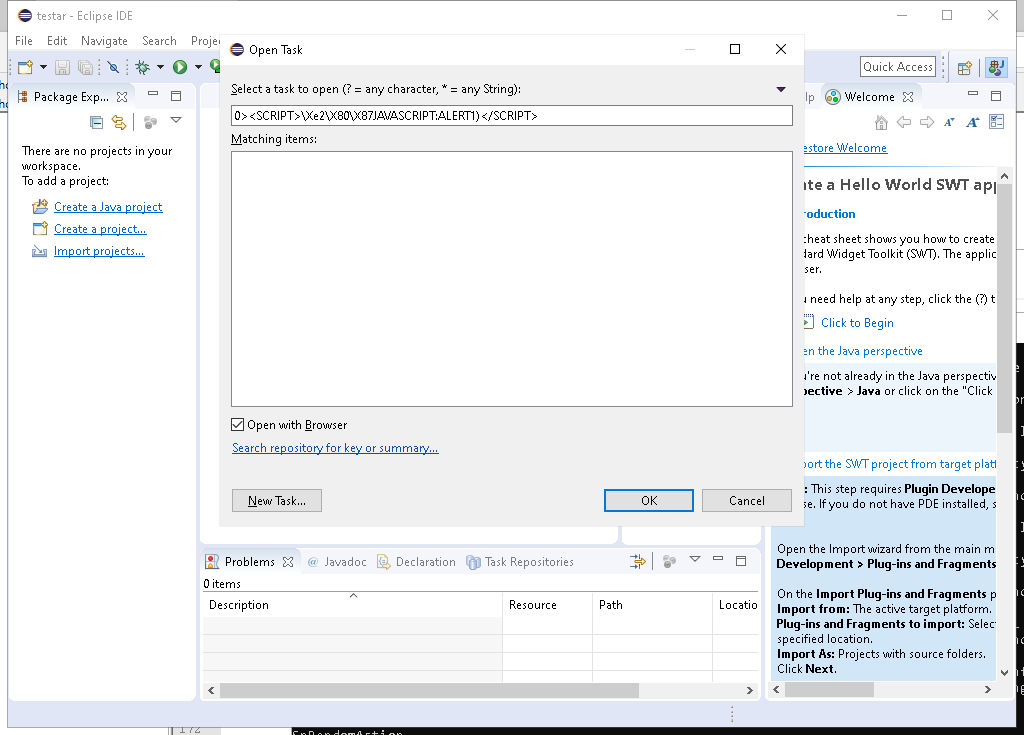 testar - Eclipse IDE
File Edit Navigate Search Projec
Quick Access
Package Exp...
There are no projects in your
workspace.
To add a project:
Create a Java project
Create a project...
Import projects...
Open Task
Select a task to open (? = any character, * = any String):
0><SCRIPT>\Xe2\X80\X87JAVASCRIPT:ALERT1)</SCRIPT>
Matching items:
Open with Browser
Search repository for key or summary...
New Task...
OK
Cancel
lp
Welcome
estore Welcome
ate a Hello World SWT app
roduction
cheat sheet shows you how to create
dard Widget Toolkit (SWT). The applic
ser.
u need help at any step, click the (?) t
Click to Begin
en the Java perspective
u're not already in the Java perspectiv
spective > Java or click on the "Click
port the SWT project from target platf
: This step requires Plugin Develope
se. If you do not have PDE installed, s
Open the Import wizard from the main m
Development > Plug-ins and Fragments
On the Import Plug-ins and Fragments p
Import from: The active target platform.
Plug-ins and Fragments to import: Selec
specified location.
Import As: Projects with source folders.
Click Next.
Problems
@ Javadoc
Declaration
Task Repositories
0 items
Description Resource Path Locatio
172
SpRandomAction